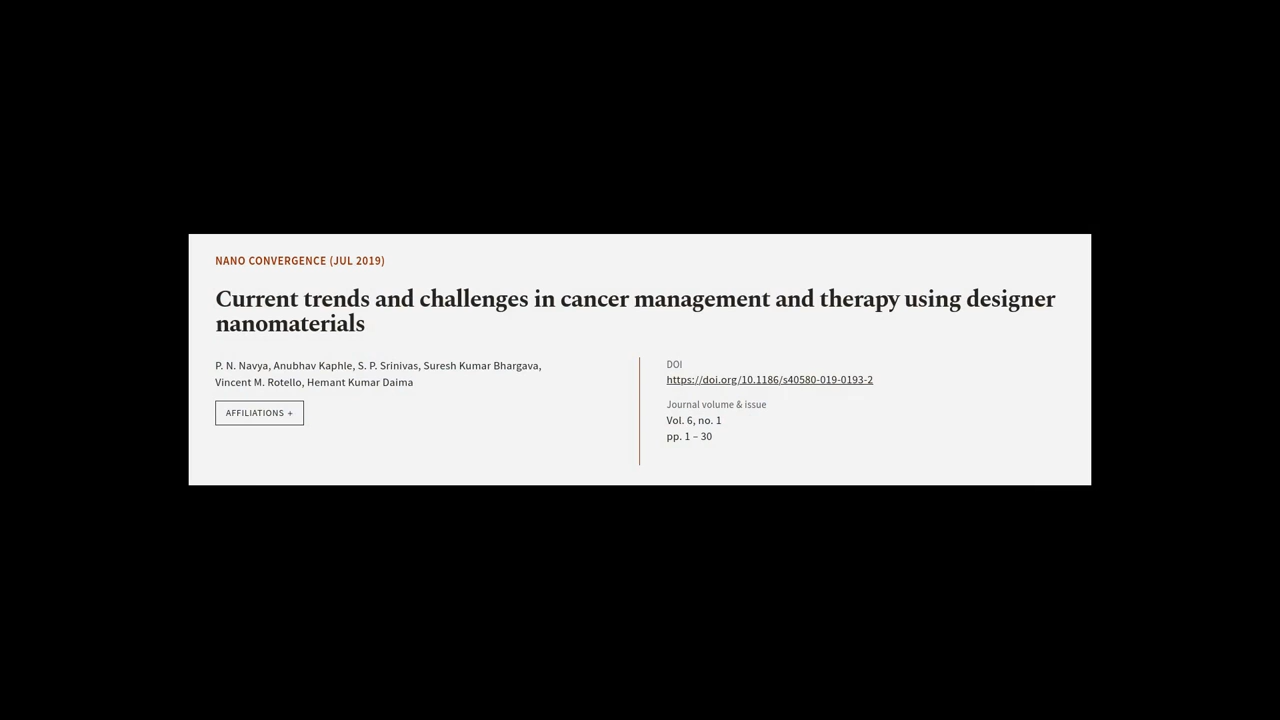 NANO CONVERGENCE (JUL 2019)
Current trends and challenges in cancer management and therapy using designer
nanomaterials
P. N. Navya, Anubhav Kaphle, S. P. Srinivas, Suresh Kumar Bhargava,
Vincent M. Rotello, Hemant Kumar Daima
AFFILIATIONS +
DOI
https://doi.org/10.1186/s40580-019-0193-2
Journal volume & issue
Vol. 6, no. 1
pp. 1 – 30